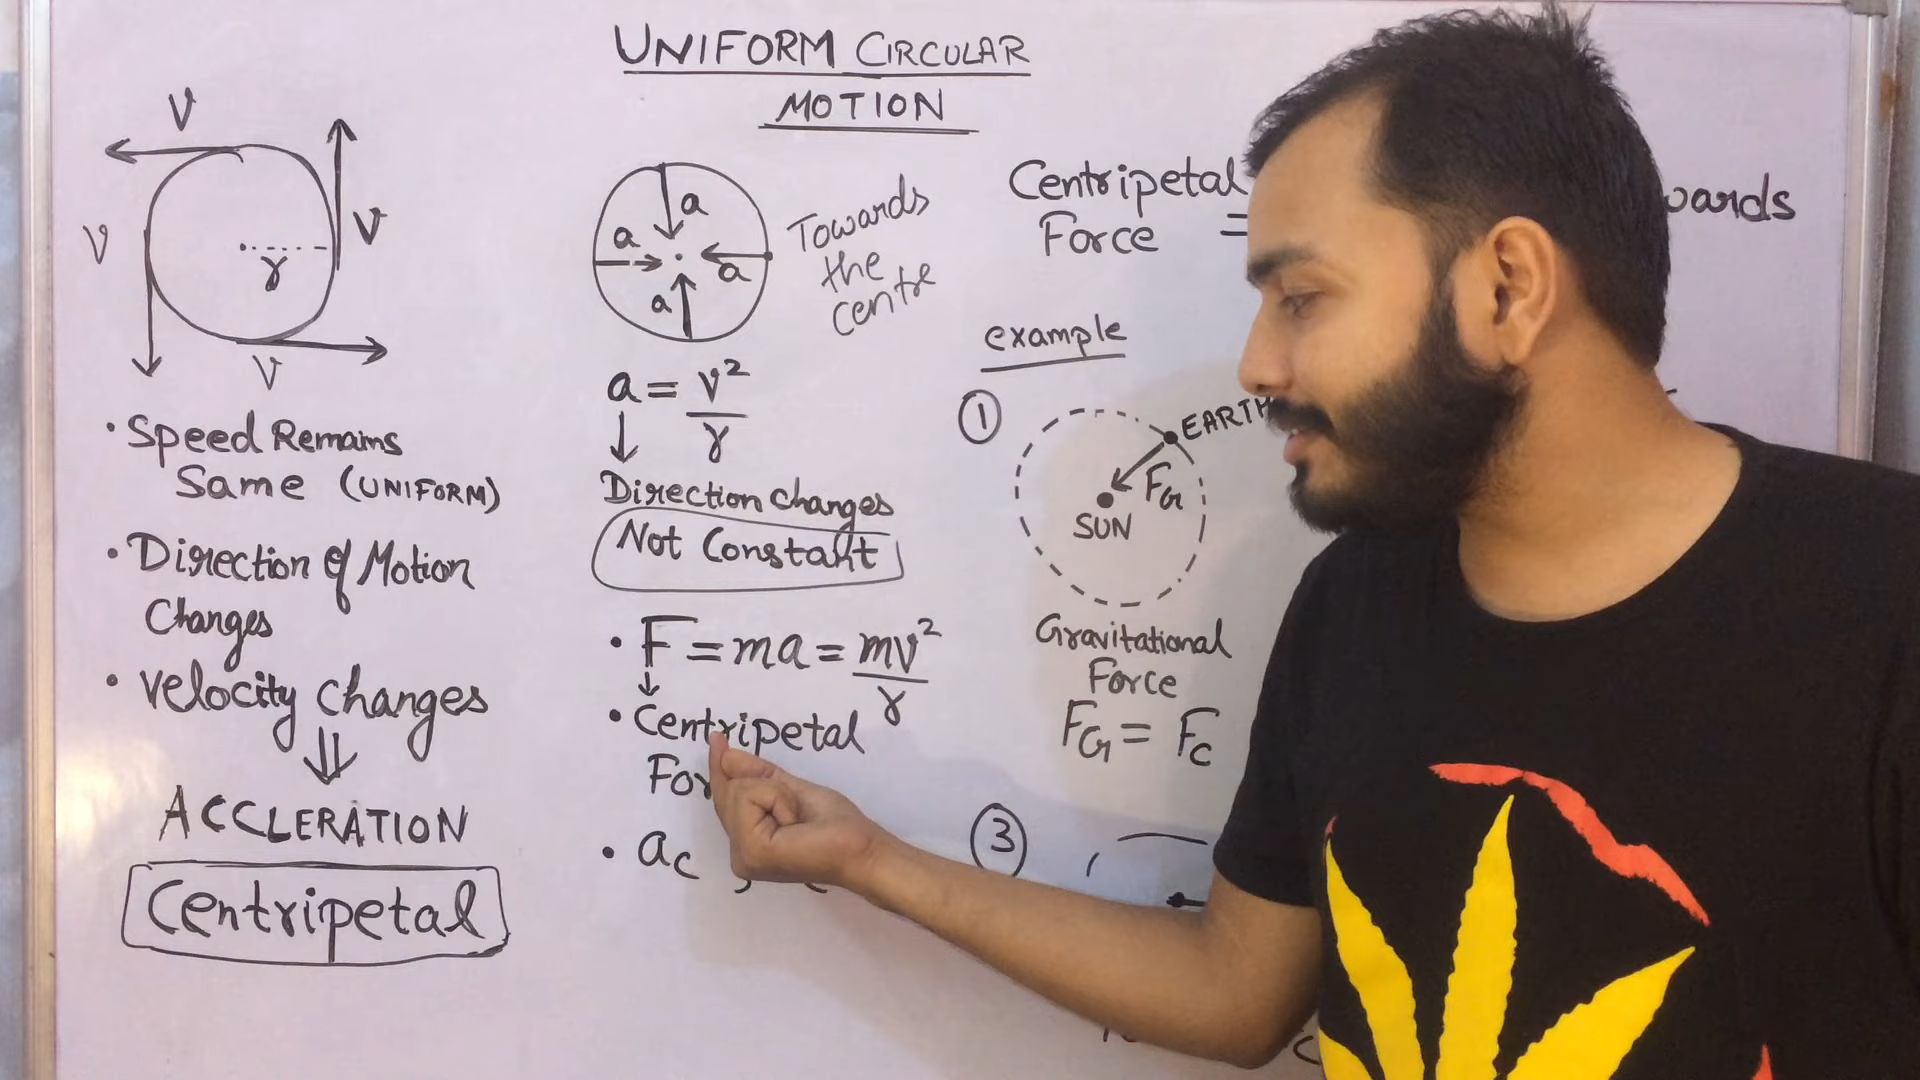 UNIFORM CIRCULAR
MOTION
V
V
V
V
r
• Speed Remains
Same (UNIFORM)
• Direction of Motion
Changes
• Velocity Changes
ACCLERATION
Centripetal
a
a
a
a
Towards
the
centre
a = v²
r
Direction Changes
Not Constant
• F = ma = mv²
r
• Centripetal
• ac ,
Centripetal
Force =
example
1
EARTH
FG
SUN
Gravitational
Force
FG = Fc
3